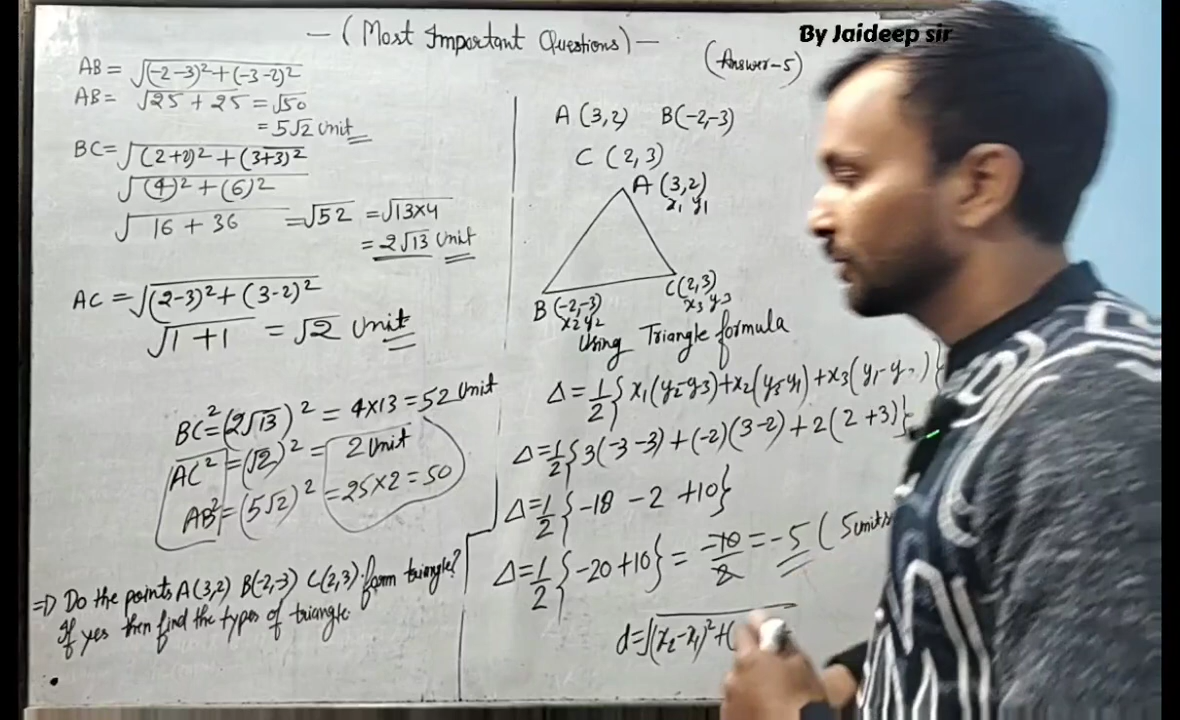 By Jaideep sir
— (Most Important Questions) —
(Answer-5)
AB = √(-2-3)²+(-3-2)²
AB = √25 + 25 = √50
= 5√2 Unit
BC = √(2+2)² + (3+3)²
√(4)² + (6)²
√16 + 36 = √52 = √13×4
= 2√13 Unit
AC = √(2-3)² + (3-2)²
√1 + 1 = √2 Unit
BC² = (2√13)² = 4×13 = 52 Unit
AC² = (√2)² = 2 Unit
AB² = (5√2)² = 25×2 = 50
⇒ Do the points A(3,2) B(-2,-3) C(2,3) form triangle?
If yes then find the types of triangle
A (3,2) B(-2,-3)
C (2,3)
A (3,2)
x₁ y₁
B (-2,-3)
x₂ y₂
C(2,3)
x₃ y₃
Using Triangle formula
Δ = 1/2 { x₁(y₂-y₃)+x₂(y₃-y₁)+x₃(y₁-y
Δ = 1/2 { 3(-3-3)+(-2)(3-2)+2(2+3)}
Δ = 1/2 { -18 -2 +10}
Δ = 1/2 { -20+10} = -10/2 = -5 (5units
d = √(x₂-x₁)²+(